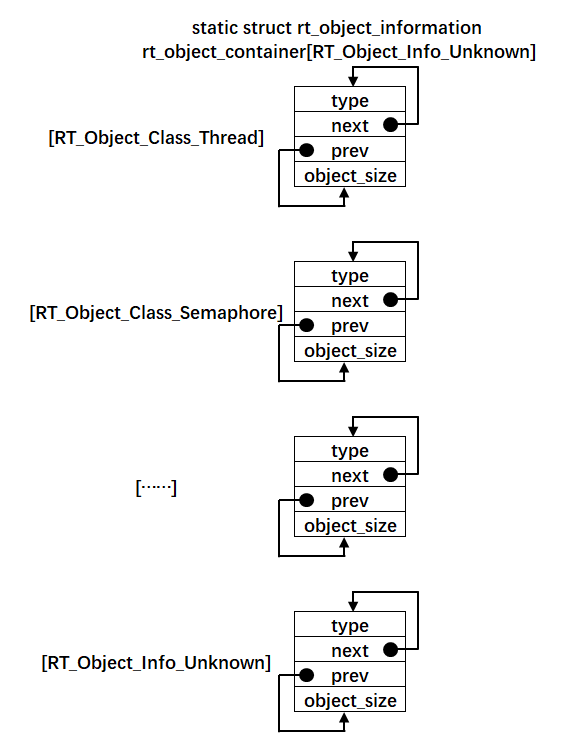 static struct rt_object_information
rt_object_container[RT_Object_Info_Unknown]
type
next
[RT_Object_Class_Thread]
prev
object_size
type
next
[RT_Object_Class_Semaphore]
prev
object_size
type
next
[······]
prev
object_size
type
next
[RT_Object_Info_Unknown]
prev
object_size